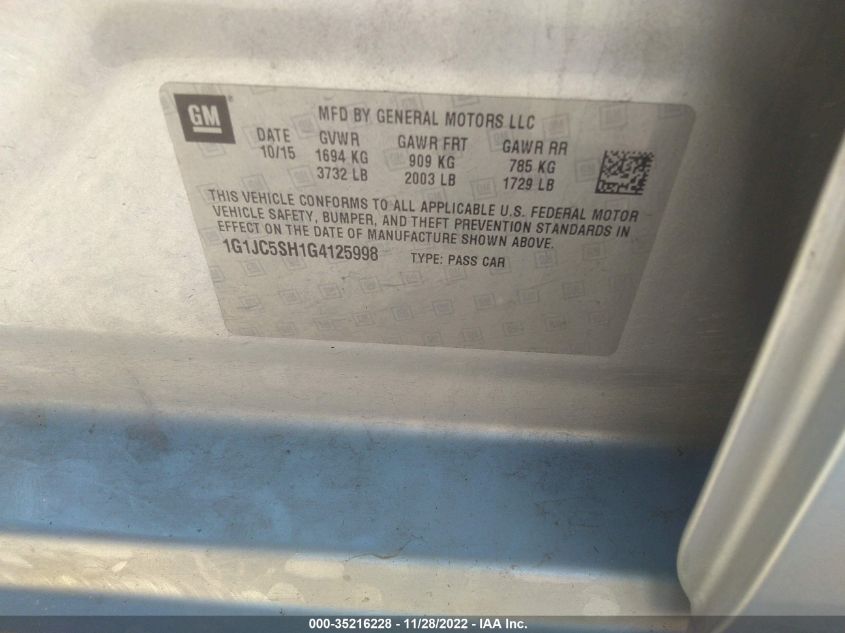 GM
MFD BY GENERAL MOTORS LLC
DATE GVWR GAWR FRT GAWR RR
10/15 1694 KG 909 KG 785 KG
3732 LB 2003 LB 1729 LB
THIS VEHICLE CONFORMS TO ALL APPLICABLE U.S. FEDERAL MOTOR
VEHICLE SAFETY, BUMPER, AND THEFT PREVENTION STANDARDS IN
EFFECT ON THE DATE OF MANUFACTURE SHOWN ABOVE.
1G1JC5SH1G4125998 TYPE: PASS CAR
000-35216228 - 11/28/2022 - IAA Inc.